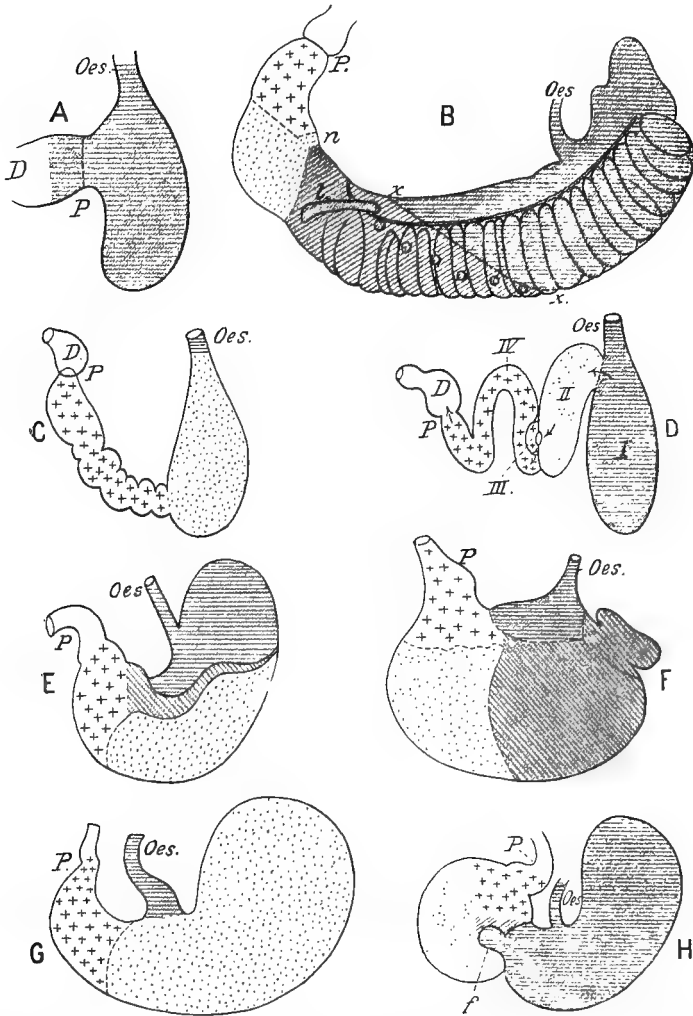 Oes.
A
D
P
P.
B
Oes
n
t
x
x.
Oes.
D
P
C
Oes
IV
II
D
P
III.
I
D
Oes
P
E
P
Oes.
F
P.
Oes.
G
P.
Oes
H
f